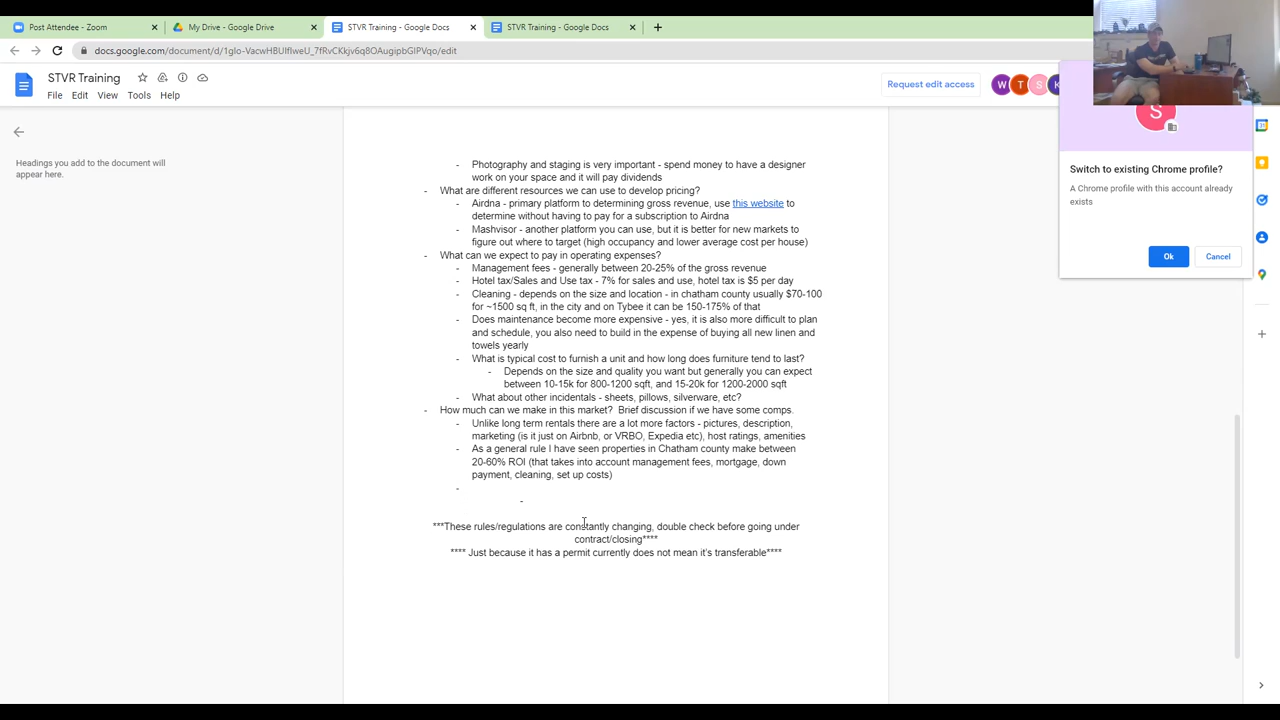 Post Attendee - Zoom
My Drive - Google Drive
STVR Training - Google Docs
STVR Training - Google Docs
STVR Training
File Edit View Tools Help
Request edit access
W T S K
S
Switch to existing Chrome profile?
A Chrome profile with this account already
exists
Ok Cancel
Headings you add to the document will
appear here.
- Photography and staging is very important - spend money to have a designer
work on your space and it will pay dividends
- What are different resources we can use to develop pricing?
- Airdna - primary platform to determining gross revenue, use this website to
determine without having to pay for a subscription to Airdna
- Mashvisor - another platform you can use, but it is better for new markets to
figure out where to target (high occupancy and lower average cost per house)
- What can we expect to pay in operating expenses?
- Management fees - generally between 20-25% of the gross revenue
- Hotel tax/Sales and Use tax - 7% for sales and use, hotel tax is $5 per day
- Cleaning - depends on the size and location - in chatham county usually $70-100
for ~1500 sq ft, in the city and on Tybee it can be 150-175% of that
- Does maintenance become more expensive - yes, it is also more difficult to plan
and schedule, you also need to build in the expense of buying all new linen and
towels yearly
- What is typical cost to furnish a unit and how long does furniture tend to last?
- Depends on the size and quality you want but generally you can expect
between 10-15k for 800-1200 sqft, and 15-20k for 1200-2000 sqft
- What about other incidentals - sheets, pillows, silverware, etc?
- How much can we make in this market? Brief discussion if we have some comps.
- Unlike long term rentals there are a lot more factors - pictures, description,
marketing (is it just on Airbnb, or VRBO, Expedia etc), host ratings, amenities
- As a general rule I have seen properties in Chatham county make between
20-60% ROI (that takes into account management fees, mortgage, down
payment, cleaning, set up costs)
-
-
***These rules/regulations are constantly changing, double check before going under
contract/closing****
**** Just because it has a permit currently does not mean it's transferable****